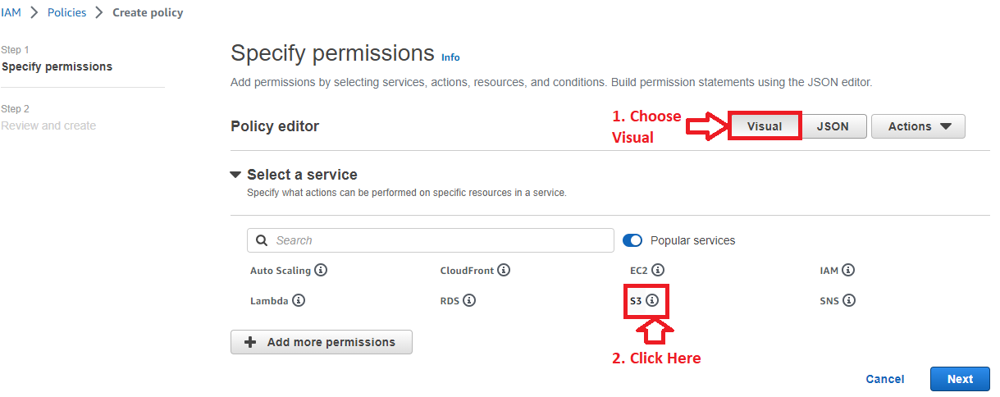 IAM > Policies > Create policy
Step 1
Specify permissions
Step 2
Review and create
Specify permissions Info
Add permissions by selecting services, actions, resources, and conditions. Build permission statements using the JSON editor.
Policy editor
1. Choose
Visual
Visual JSON Actions
Select a service
Specify what actions can be performed on specific resources in a service.
Search Popular services
Auto Scaling CloudFront EC2 IAM
Lambda RDS S3 SNS
Add more permissions
2. Click Here
Cancel Next